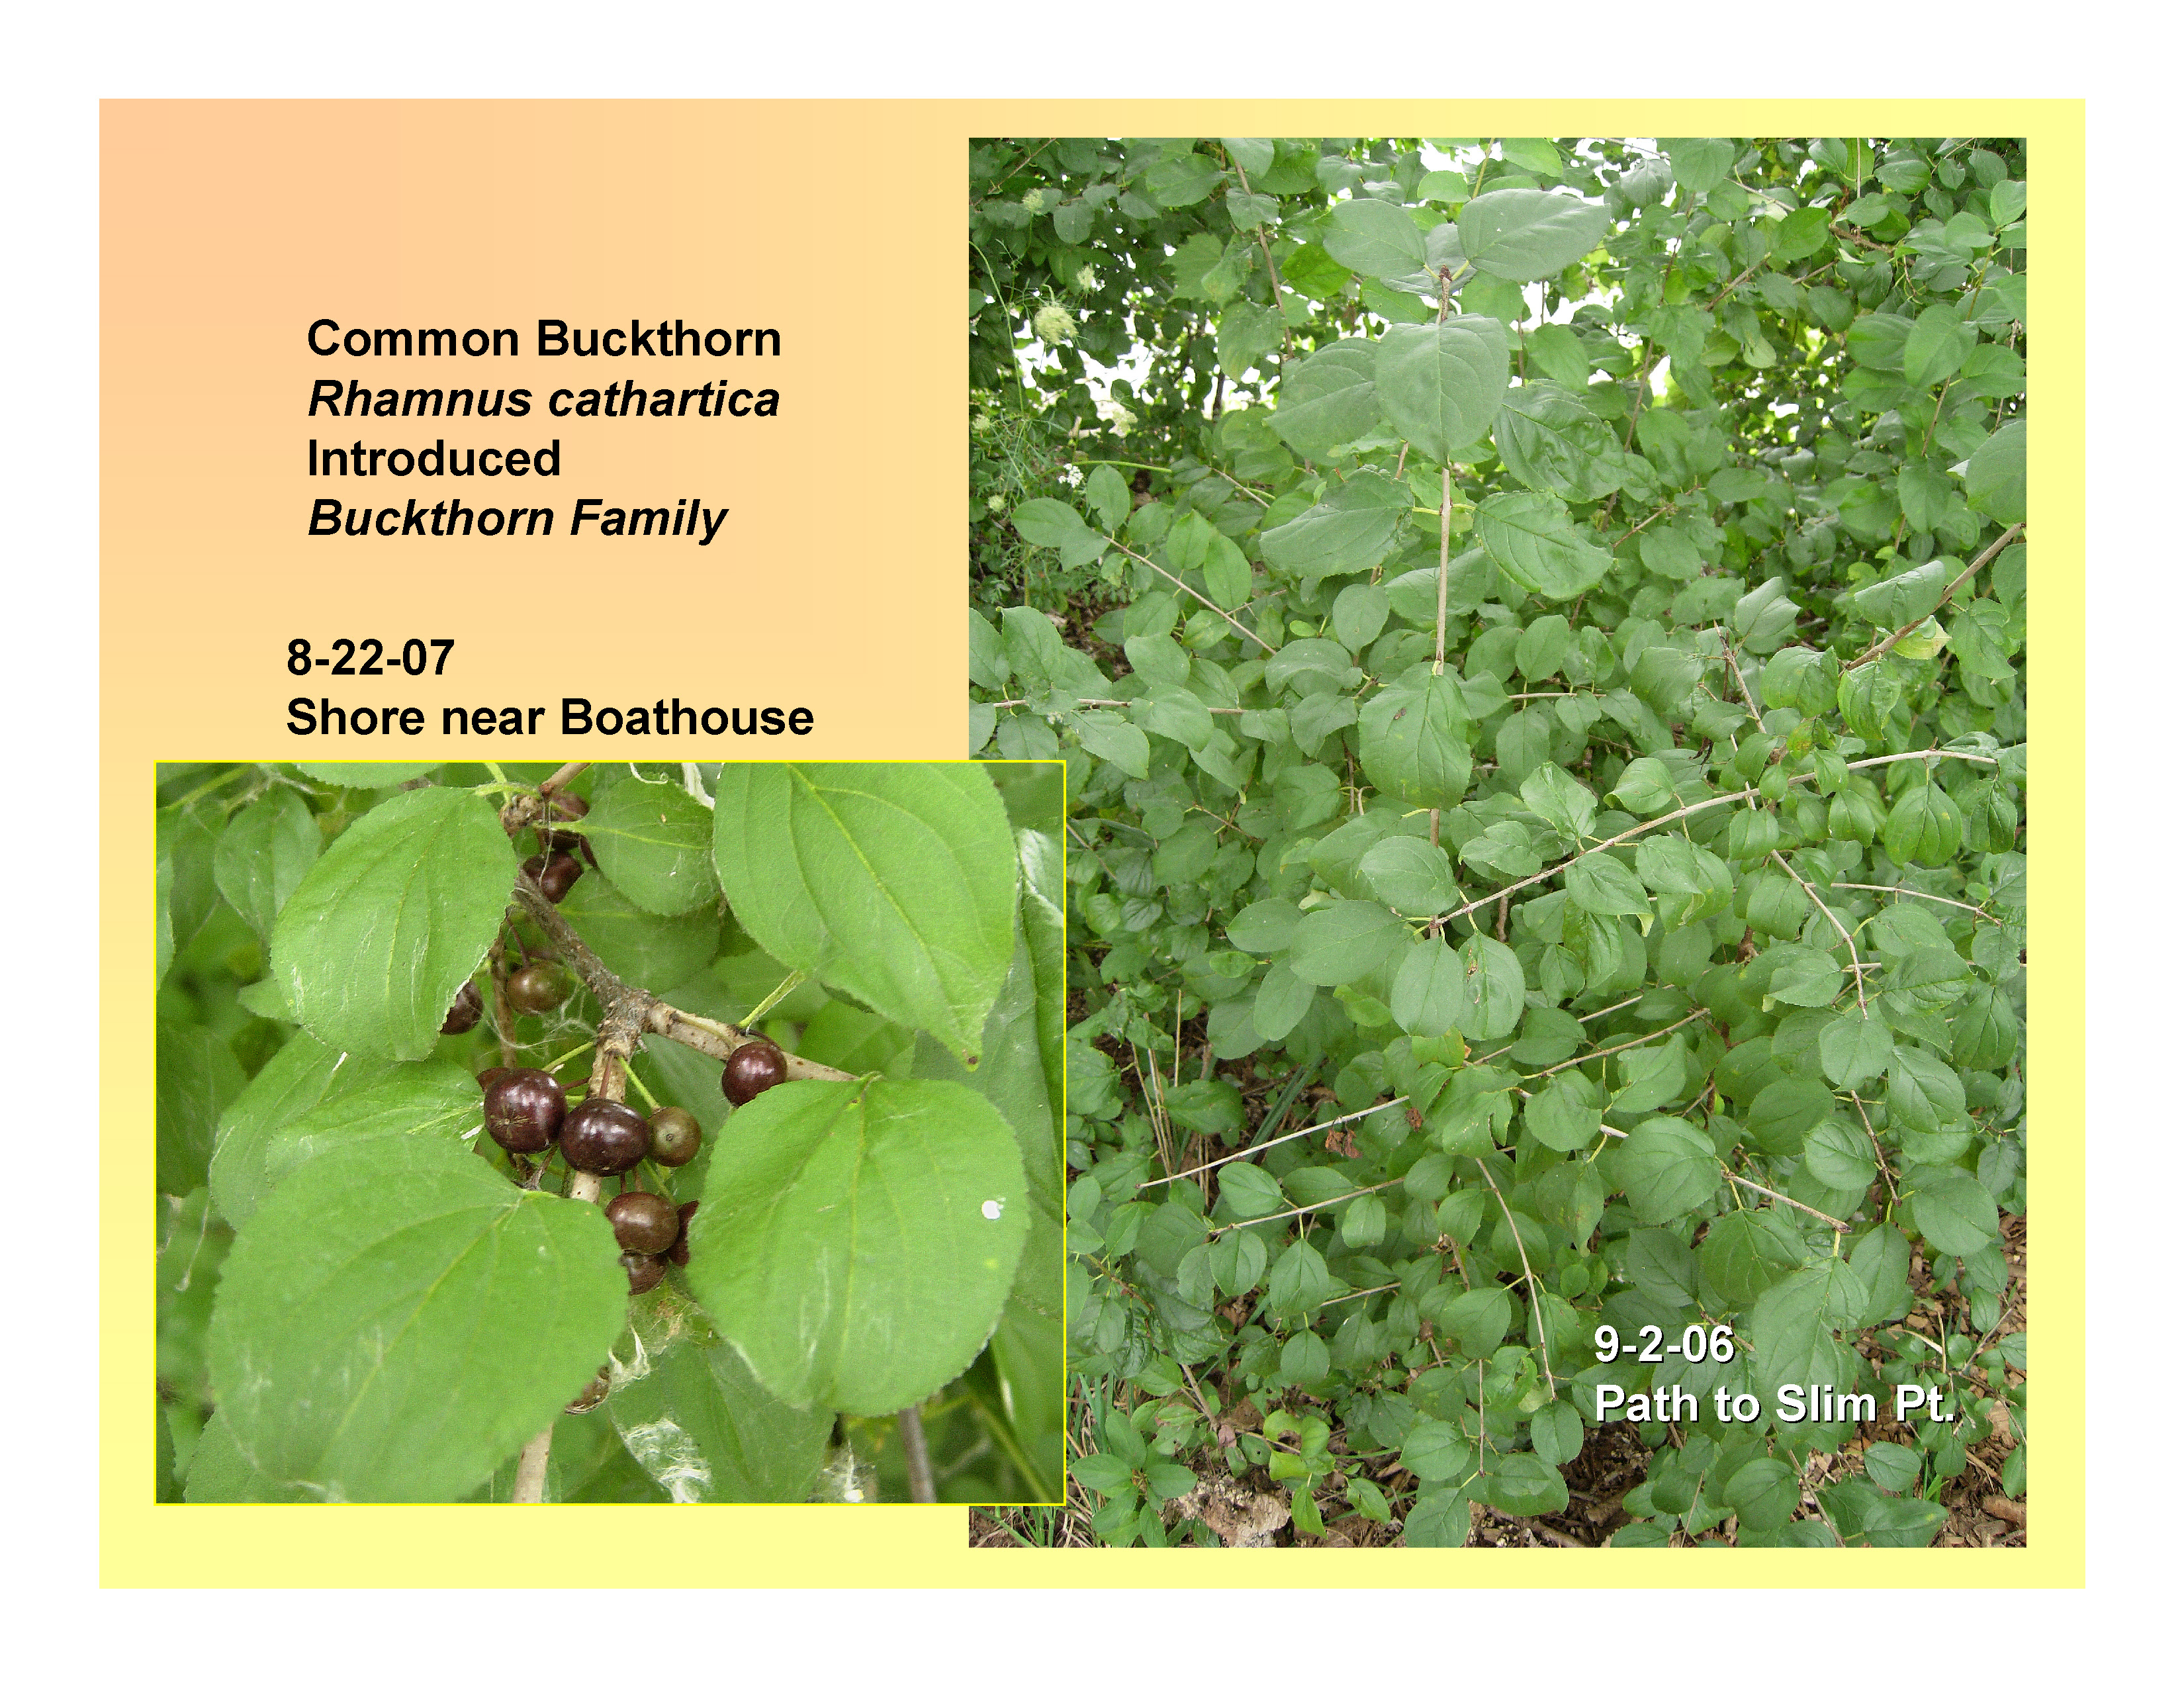 Common Buckthorn
Rhamnus cathartica
Introduced
Buckthorn Family
8-22-07
Shore near Boathouse
9-2-06
Path to Slim Pt.